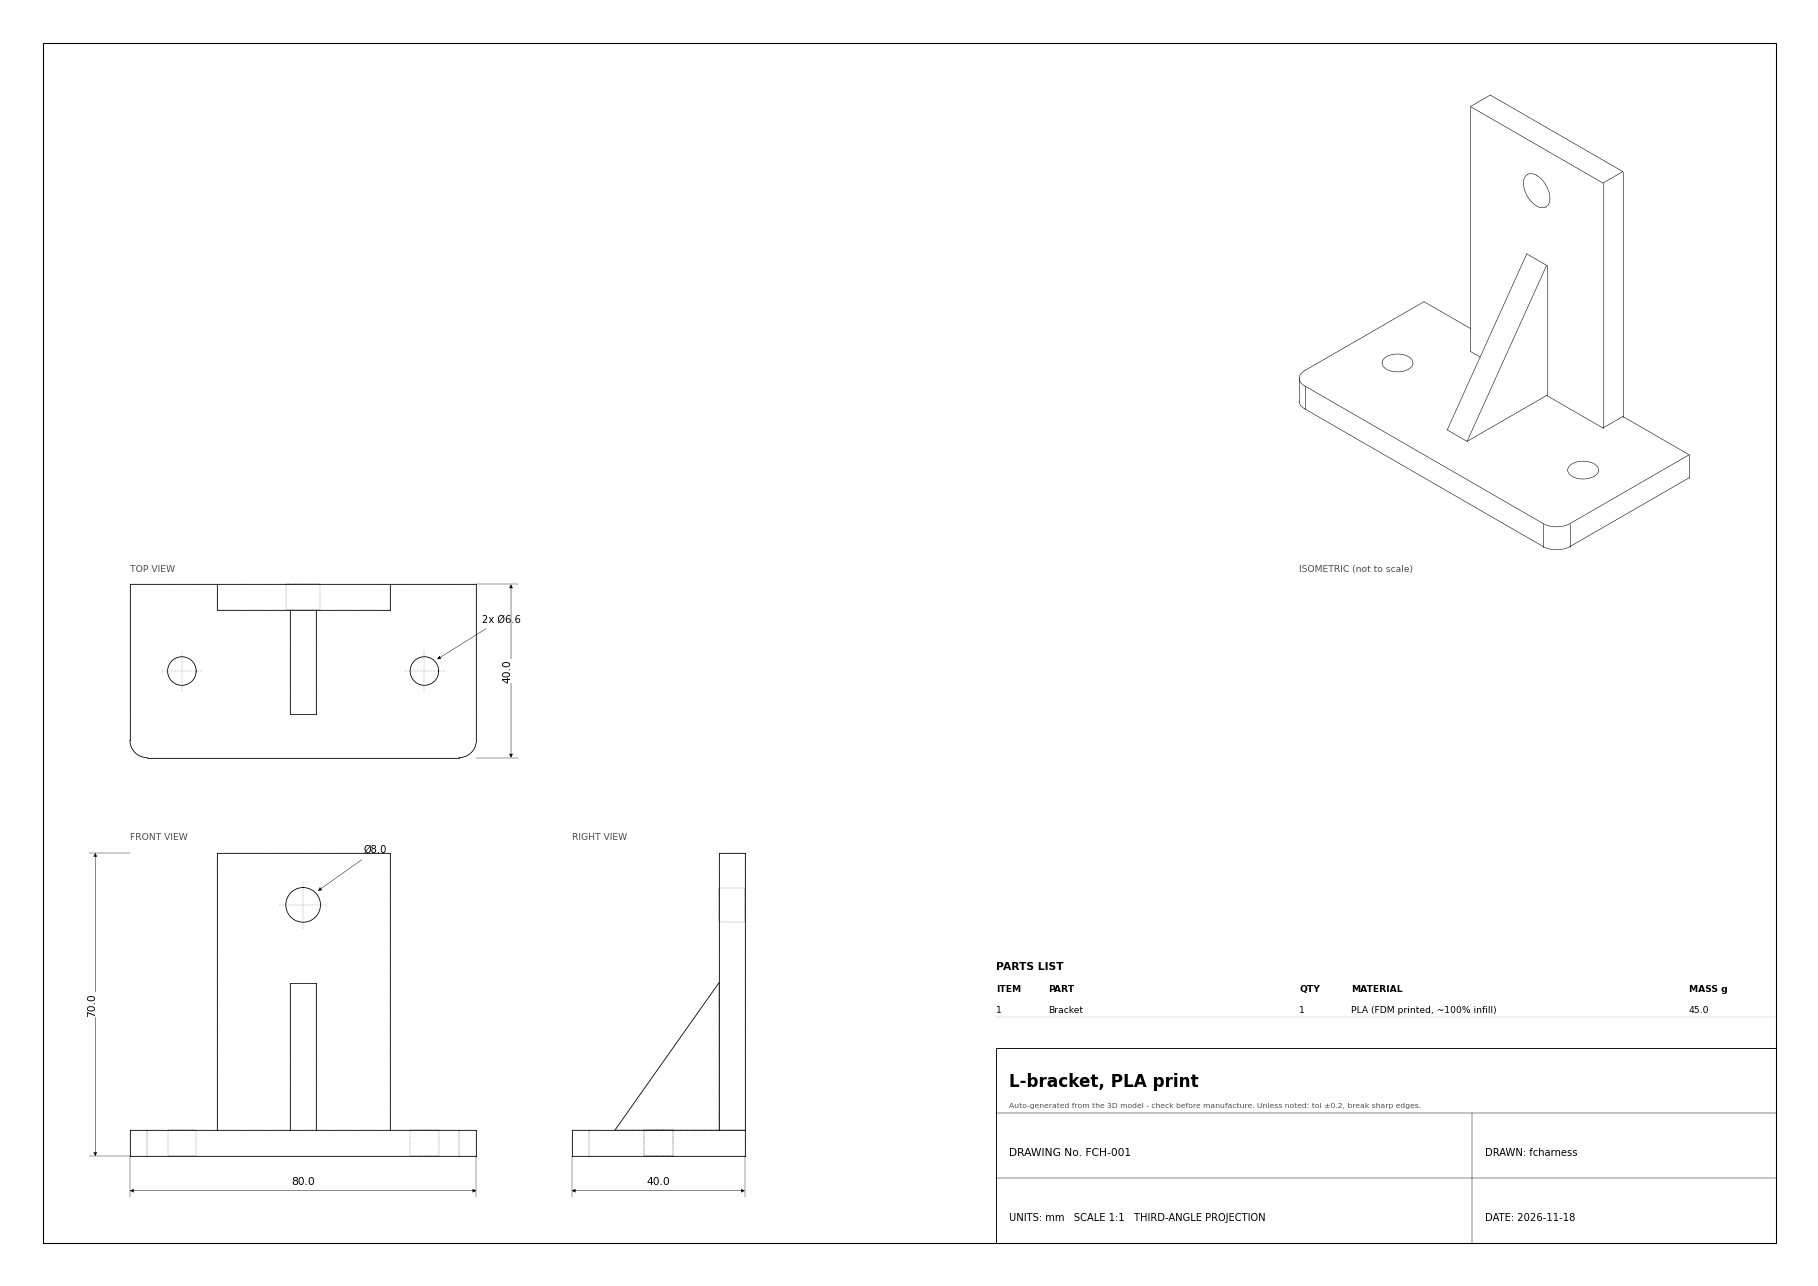 ISOMETRIC (not to scale)
TOP VIEW
2x Ø6.6
40.0
FRONT VIEW
RIGHT VIEW
Ø8.0
70.0
80.0
40.0
PARTS LIST
ITEM PART QTY MATERIAL MASS g
1 Bracket 1 PLA (FDM printed, ~100% infill) 45.0
L-bracket, PLA print
Auto-generated from the 3D model - check before manufacture. Unless noted: tol ±0.2, break sharp edges.
DRAWING No. FCH-001 DRAWN: fcharness
UNITS: mm SCALE 1:1 THIRD-ANGLE PROJECTION DATE: 2026-11-18